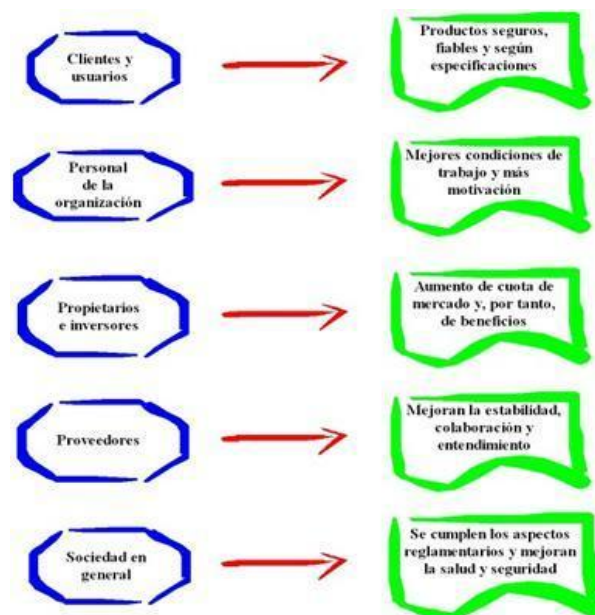 Clientes y
usuarios
Productos seguros,
fiables y según
especificaciones
Personal
de la
organización
Mejores condiciones de
trabajo y más
motivación
Propietarios
e inversores
Aumento de cuota de
mercado y, por tanto,
de beneficios
Proveedores
Mejoran la estabilidad,
colaboración y
entendimiento
Sociedad en
general
Se cumplen los aspectos
reglamentarios y mejoran
la salud y seguridad